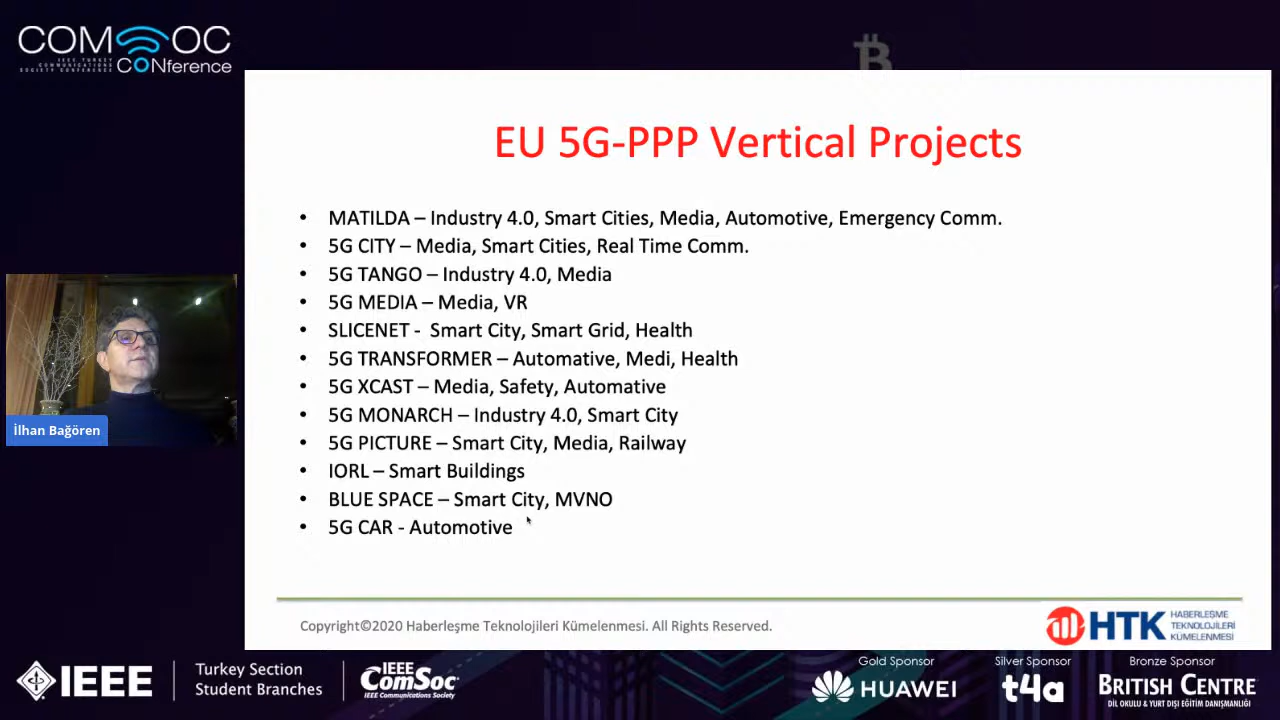 COMSOC
IEEE TURKEY
COMMUNICATIONS
SOCIETY CONFERENCE
CONference
EU 5G-PPP Vertical Projects
• MATILDA – Industry 4.0, Smart Cities, Media, Automotive, Emergency Comm.
• 5G CITY – Media, Smart Cities, Real Time Comm.
• 5G TANGO – Industry 4.0, Media
• 5G MEDIA – Media, VR
• SLICENET - Smart City, Smart Grid, Health
• 5G TRANSFORMER – Automative, Medi, Health
• 5G XCAST – Media, Safety, Automative
• 5G MONARCH – Industry 4.0, Smart City
• 5G PICTURE – Smart City, Media, Railway
• IORL – Smart Buildings
• BLUE SPACE – Smart City, MVNO
• 5G CAR - Automotive
İlhan Bağören
Copyright©2020 Haberleşme Teknolojileri Kümelenmesi. All Rights Reserved.
HTK
HABERLEŞME
TEKNOLOJİLERİ
KÜMELENMESİ
IEEE
Turkey Section
Student Branches
IEEE
ComSoc
IEEE Communications Society
Gold Sponsor
HUAWEI
Silver Sponsor
t4a
Bronze Sponsor
BRITISH CENTRE
DİL OKULU & YURT DIŞI EĞİTİM DANIŞMANLIĞI